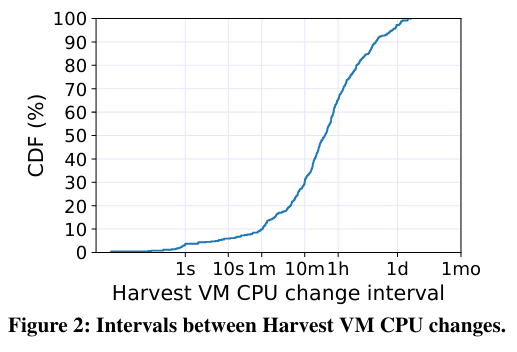 100
90
80
70
60
50
40
30
20
10
0
CDF (%)
1s 10s 1m 10m 1h 1d 1mo
Harvest VM CPU change interval
Figure 2: Intervals between Harvest VM CPU changes.